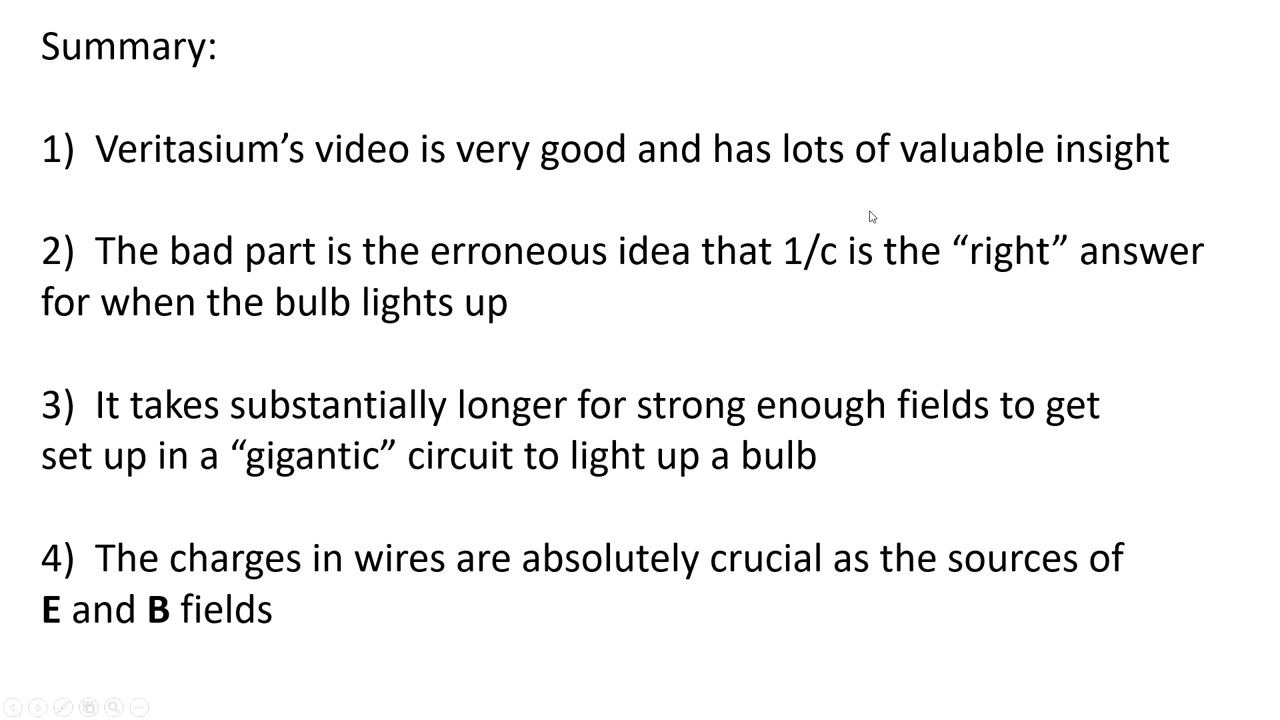 Summary:
1)  Veritasium’s video is very good and has lots of valuable insight
2)  The bad part is the erroneous idea that 1/c is the “right” answer
for when the bulb lights up
3)  It takes substantially longer for strong enough fields to get
set up in a “gigantic” circuit to light up a bulb
4)  The charges in wires are absolutely crucial as the sources of
E and B fields